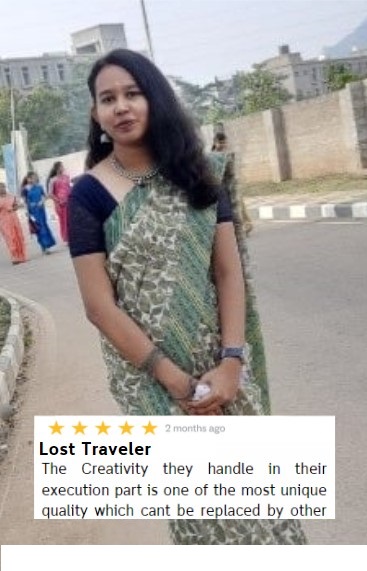 2 months ago
Lost Traveler
The Creativity they handle in their
execution part is one of the most unique
quality which cant be replaced by other